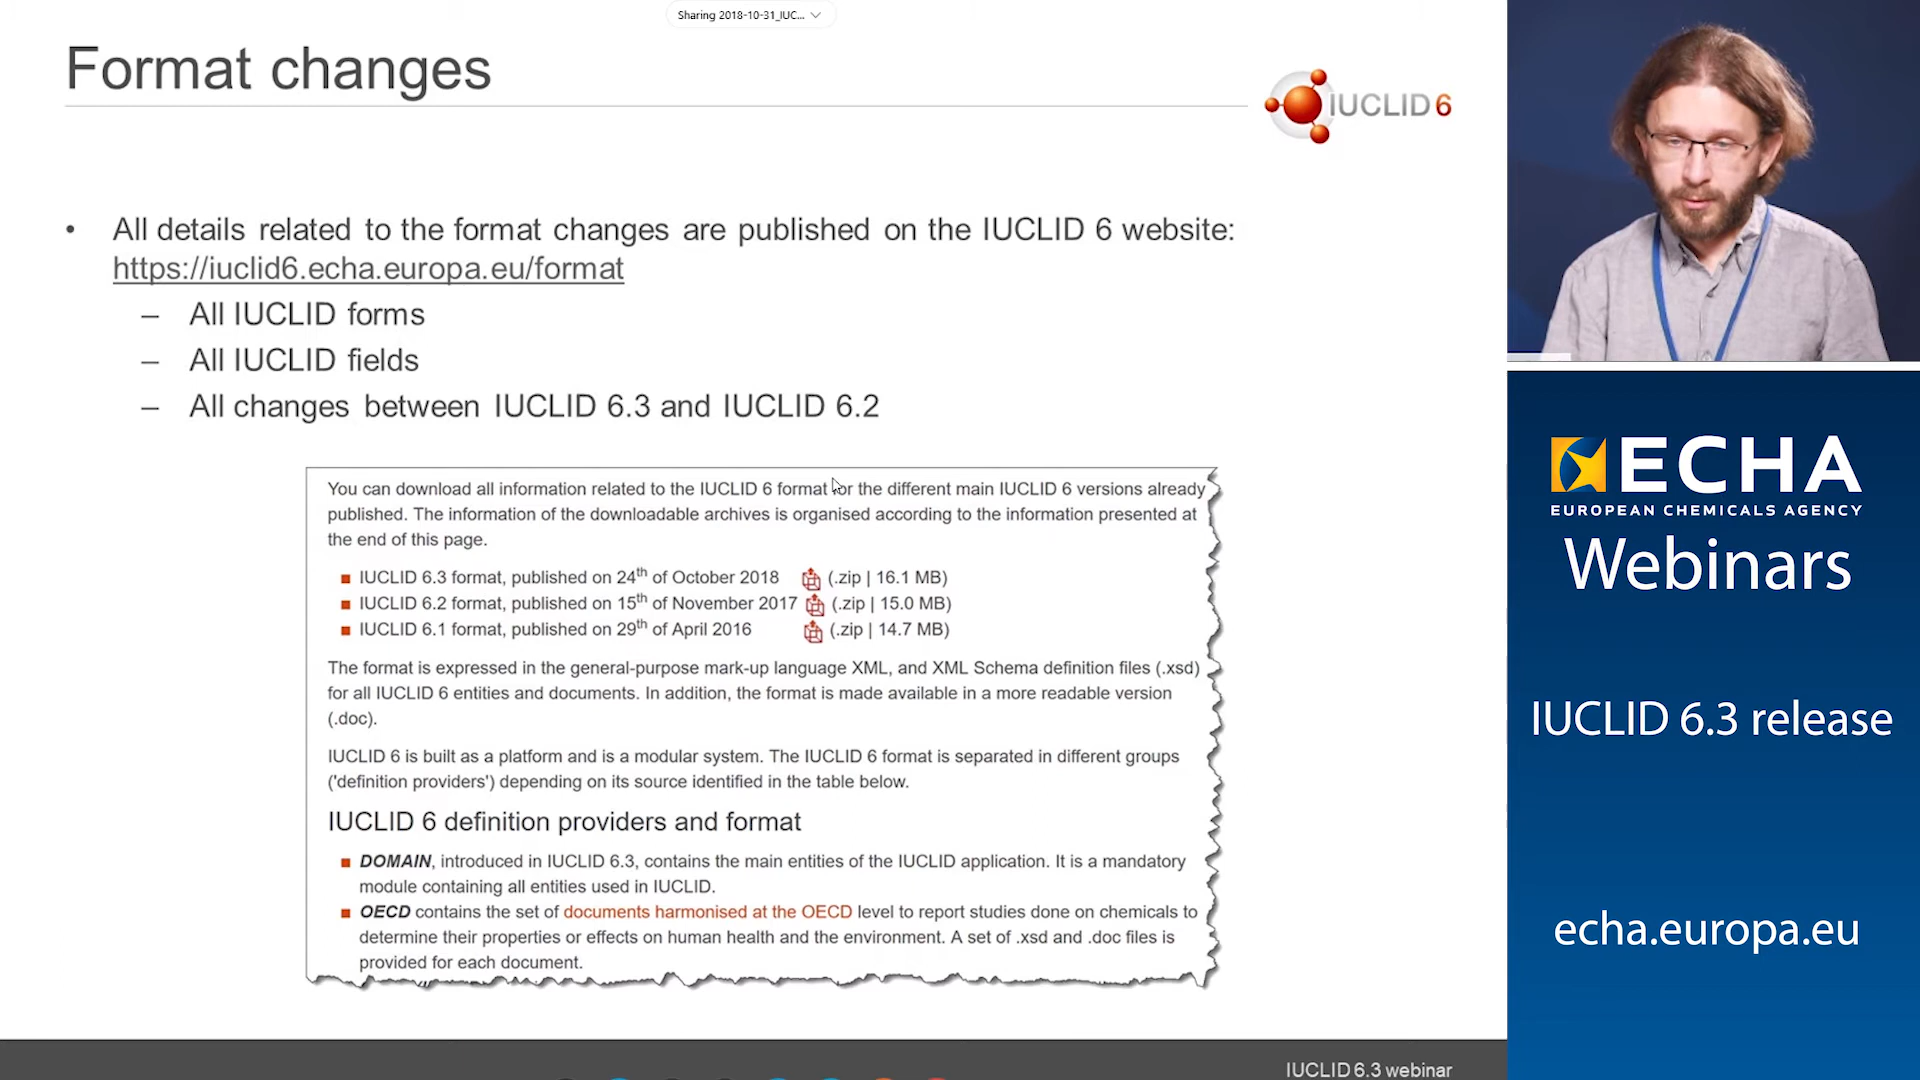 Sharing 2018-10-31_IUC...
Format changes
IUCLID 6
• All details related to the format changes are published on the IUCLID 6 website:
https://iuclid6.echa.europa.eu/format
– All IUCLID forms
– All IUCLID fields
– All changes between IUCLID 6.3 and IUCLID 6.2
You can download all information related to the IUCLID 6 format for the different main IUCLID 6 versions already
published. The information of the downloadable archives is organised according to the information presented at
the end of this page.
IUCLID 6.3 format, published on 24th of October 2018 (.zip | 16.1 MB)
IUCLID 6.2 format, published on 15th of November 2017 (.zip | 15.0 MB)
IUCLID 6.1 format, published on 29th of April 2016 (.zip | 14.7 MB)
The format is expressed in the general-purpose mark-up language XML, and XML Schema definition files (.xsd)
for all IUCLID 6 entities and documents. In addition, the format is made available in a more readable version
(.doc).
IUCLID 6 is built as a platform and is a modular system. The IUCLID 6 format is separated in different groups
('definition providers') depending on its source identified in the table below.
IUCLID 6 definition providers and format
DOMAIN, introduced in IUCLID 6.3, contains the main entities of the IUCLID application. It is a mandatory
module containing all entities used in IUCLID.
OECD contains the set of documents harmonised at the OECD level to report studies done on chemicals to
determine their properties or effects on human health and the environment. A set of .xsd and .doc files is
provided for each document.
IUCLID 6.3 webinar
ECHA
EUROPEAN CHEMICALS AGENCY
Webinars
IUCLID 6.3 release
echa.europa.eu